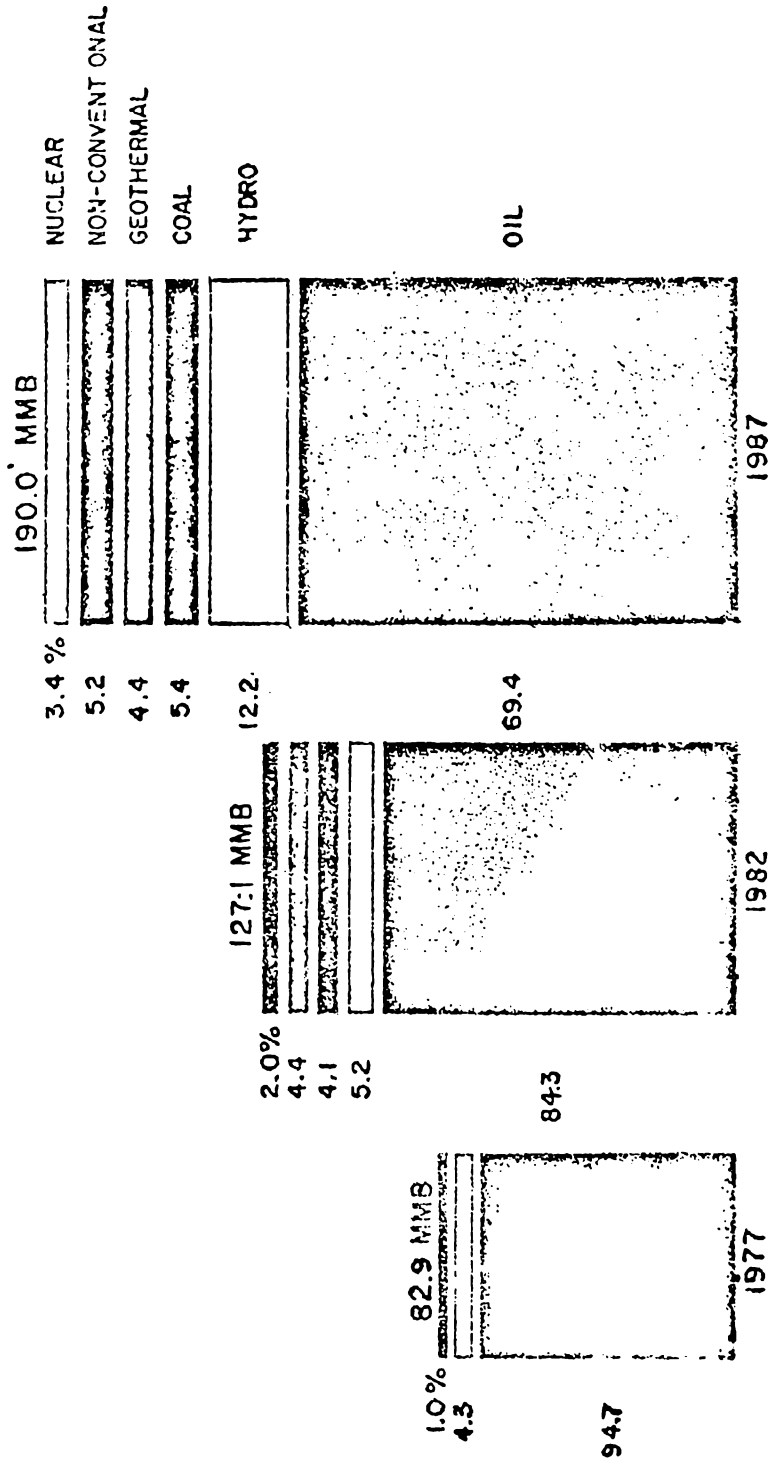 82.9 MMB
1.0%
4.3
94.7
1977
127.1 MMB
2.0%
4.4
4.1
5.2
84.3
1982
190.0 MMB
3.4 %
5.2
4.4
5.4
12.2
69.4
1987
NUCLEAR
NON-CONVENT ONAL
GEOTHERMAL
COAL
HYDRO
OIL